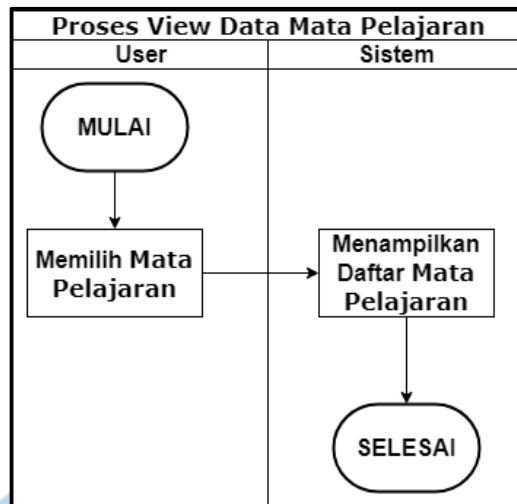 Proses View Data Mata Pelajaran
User
Sistem
MULAI
Memilih Mata
Pelajaran
Menampilkan
Daftar Mata
Pelajaran
SELESAI